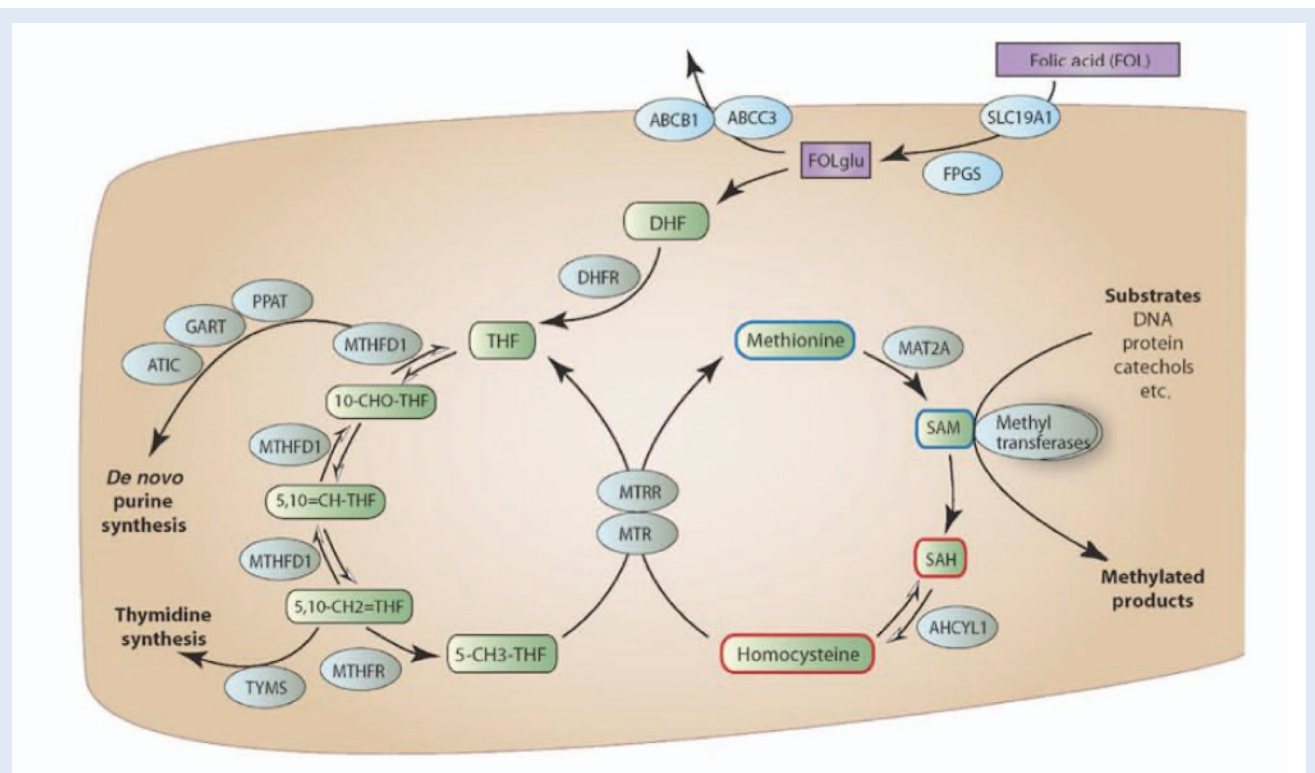 Folic acid (FOL)
ABCB1
ABCC3
SLC19A1
FOLglu
FPGS
DHF
DHFR
PPAT
GART
ATIC
MTHFD1
THF
Methionine
MAT2A
Substrates
DNA
protein
catechols
etc.
10-CHO-THF
SAM
Methyl
transferases
MTHFD1
De novo
purine
synthesis
5,10=CH-THF
MTRR
MTR
MTHFD1
SAH
Methylated
products
5,10-CH2=THF
Thymidine
synthesis
AHCYL1
5-CH3-THF
Homocysteine
MTHFR
TYMS